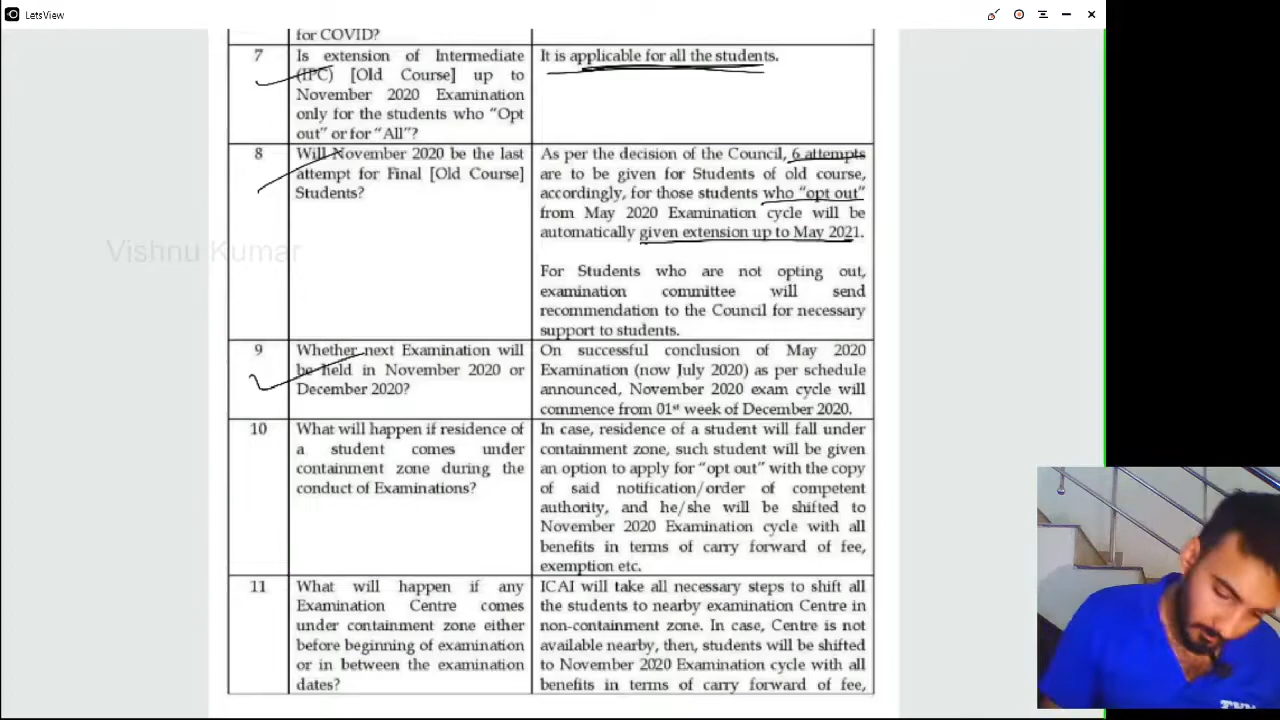 LetsView
for COVID?
7
Is extension of Intermediate
(IPC) [Old Course] up to
November 2020 Examination
only for the students who "Opt
out" or for "All"?
It is applicable for all the students.
8
Will November 2020 be the last
attempt for Final [Old Course]
Students?
As per the decision of the Council, 6 attempts
are to be given for Students of old course,
accordingly, for those students who "opt out"
from May 2020 Examination cycle will be
automatically given extension up to May 2021.
For Students who are not opting out,
examination committee will send
recommendation to the Council for necessary
support to students.
Vishnu Kumar
9
Whether next Examination will
be held in November 2020 or
December 2020?
On successful conclusion of May 2020
Examination (now July 2020) as per schedule
announced, November 2020 exam cycle will
commence from 01st week of December 2020.
10
What will happen if residence of
a student comes under
containment zone during the
conduct of Examinations?
In case, residence of a student will fall under
containment zone, such student will be given
an option to apply for "opt out" with the copy
of said notification/order of competent
authority, and he/she will be shifted to
November 2020 Examination cycle with all
benefits in terms of carry forward of fee,
exemption etc.
11
What will happen if any
Examination Centre comes
under containment zone either
before beginning of examination
or in between the examination
dates?
ICAI will take all necessary steps to shift all
the students to nearby examination Centre in
non-containment zone. In case, Centre is not
available nearby, then, students will be shifted
to November 2020 Examination cycle with all
benefits in terms of carry forward of fee,